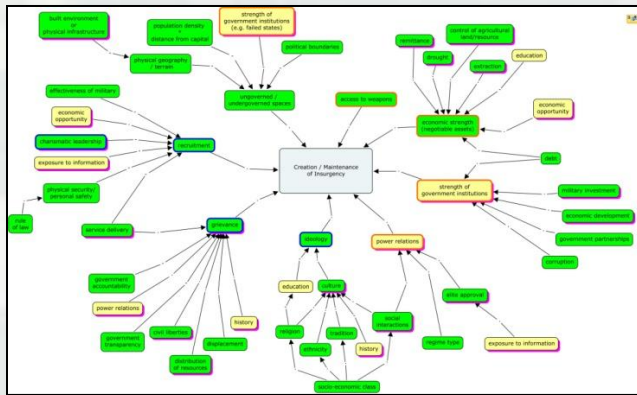 built environment
or
physical infrastructure
population density
distance from capital
strength of
government institutions
(e.g. failed states)
political boundaries
physical geography
/ terrain
ungoverned /
undergoverned spaces
remittance
control of agricultural
land/resource
drought
extraction
education
economic
opportunity
access to weapons
economic strength
(negotiable assets)
debt
effectiveness of military
economic
opportunity
charismatic leadership
recruitment
exposure to information
physical security/
personal safety
rule
of law
service delivery
Creation / Maintenance
of Insurgency
strength of
government institutions
military investment
economic development
government partnerships
corruption
grievance
ideology
power relations
government
accountability
power relations
government
transparency
civil liberties
distribution
of resources
displacement
history
education
culture
religion
ethnicity
tradition
history
social
interactions
socio-economic class
elite approval
regime type
exposure to information